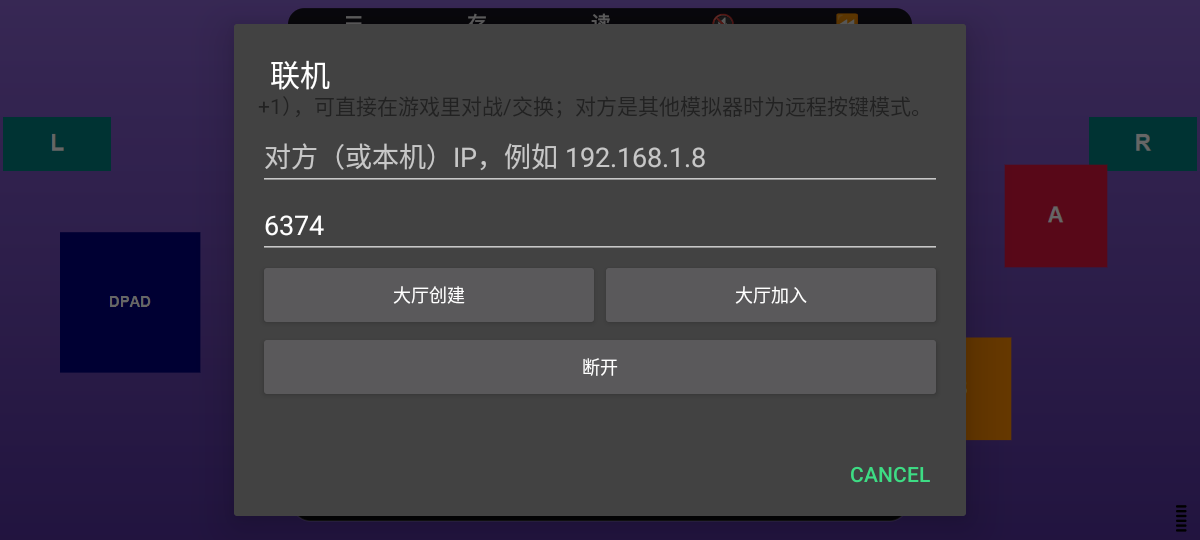 存 读
联机
+1），可直接在游戏里对战/交换；对方是其他模拟器时为远程按键模式。
对方（或本机）IP，例如 192.168.1.8
6374
大厅创建 大厅加入
断开
CANCEL
L
R
A
DPAD